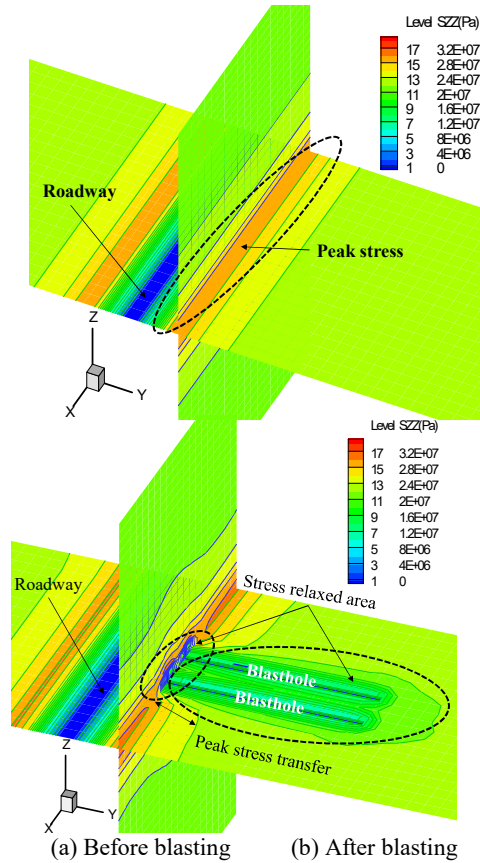 Level SZZ(Pa)
17 3.2E+07
15 2.8E+07
13 2.4E+07
11 2E+07
9 1.6E+07
7 1.2E+07
5 8E+06
3 4E+06
1 0
Roadway
Peak stress
Z
Y
X
Level SZZ(Pa)
17 3.2E+07
15 2.8E+07
13 2.4E+07
11 2E+07
9 1.6E+07
7 1.2E+07
5 8E+06
3 4E+06
1 0
Roadway
Stress relaxed area
Blasthole
Blasthole
Peak stress transfer
Z
Y
X
(a) Before blasting (b) After blasting